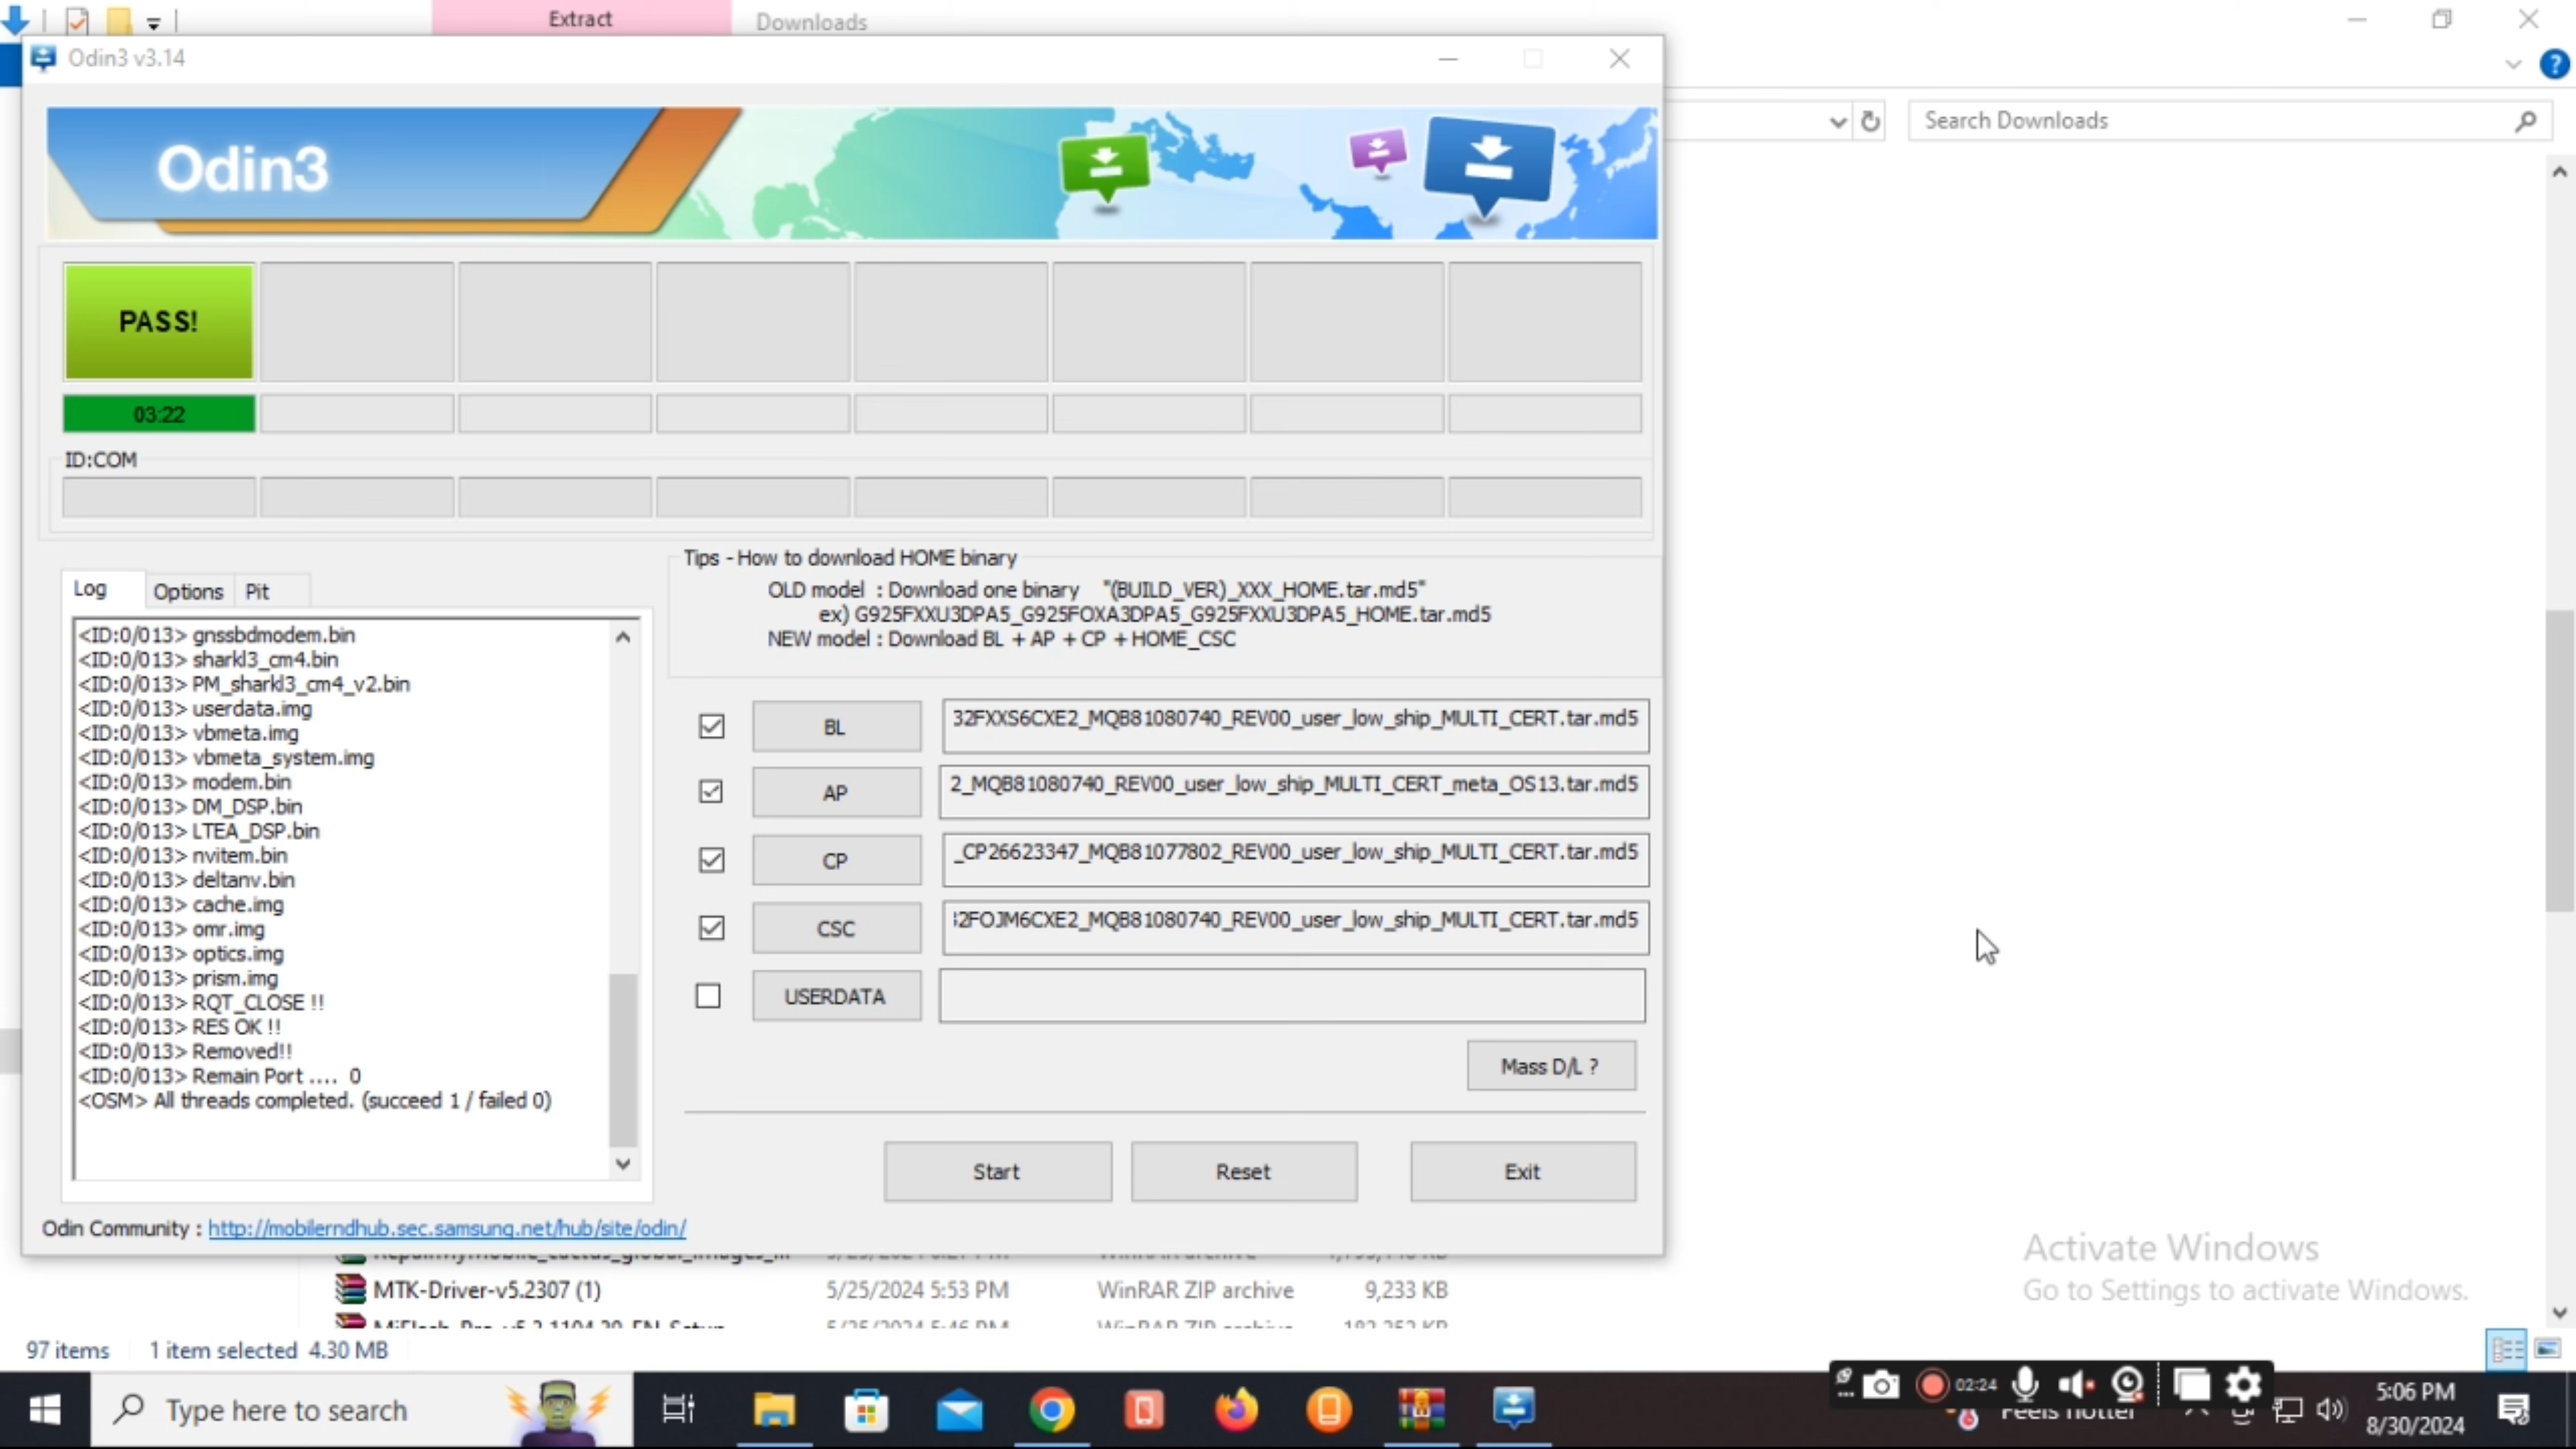 Extract
Downloads
Odin3 v3.14
Search Downloads
Odin3
PASS!
03:22
ID:COM
Log
Options
Pit
<ID:0/013> gnssbdmodem.bin
<ID:0/013> sharkl3_cm4.bin
<ID:0/013> PM_sharkl3_cm4_v2.bin
<ID:0/013> userdata.img
<ID:0/013> vbmeta.img
<ID:0/013> vbmeta_system.img
<ID:0/013> modem.bin
<ID:0/013> DM_DSP.bin
<ID:0/013> LTEA_DSP.bin
<ID:0/013> nvitem.bin
<ID:0/013> deltanv.bin
<ID:0/013> cache.img
<ID:0/013> omr.img
<ID:0/013> optics.img
<ID:0/013> prism.img
<ID:0/013> RQT_CLOSE !!
<ID:0/013> RES OK !!
<ID:0/013> Removed!!
<ID:0/013> Remain Port .... 0
<OSM> All threads completed. (succeed 1 / failed 0)
Tips - How to download HOME binary
OLD model : Download one binary "(BUILD_VER)_XXX_HOME.tar.md5"
ex) G925FXXU3DPA5_G925FOXA3DPA5_G925FXXU3DPA5_HOME.tar.md5
NEW model : Download BL + AP + CP + HOME_CSC
BL
32FXXS6CXE2_MQB81080740_REV00_user_low_ship_MULTI_CERT.tar.md5
AP
2_MQB81080740_REV00_user_low_ship_MULTI_CERT_meta_OS13.tar.md5
CP
_CP26623347_MQB81077802_REV00_user_low_ship_MULTI_CERT.tar.md5
CSC
2FOJM6CXE2_MQB81080740_REV00_user_low_ship_MULTI_CERT.tar.md5
USERDATA
Mass D/L ?
Start
Reset
Exit
Odin Community : http://mobilerndhub.sec.samsung.net/hub/site/odin/
MTK-Driver-v5.2307 (1) 5/25/2024 5:53 PM WinRAR ZIP archive 9,233 KB
Activate Windows
Go to Settings to activate Windows.
97 items 1 item selected 4.30 MB
Type here to search
02:24
Feels hotter
5:06 PM
8/30/2024